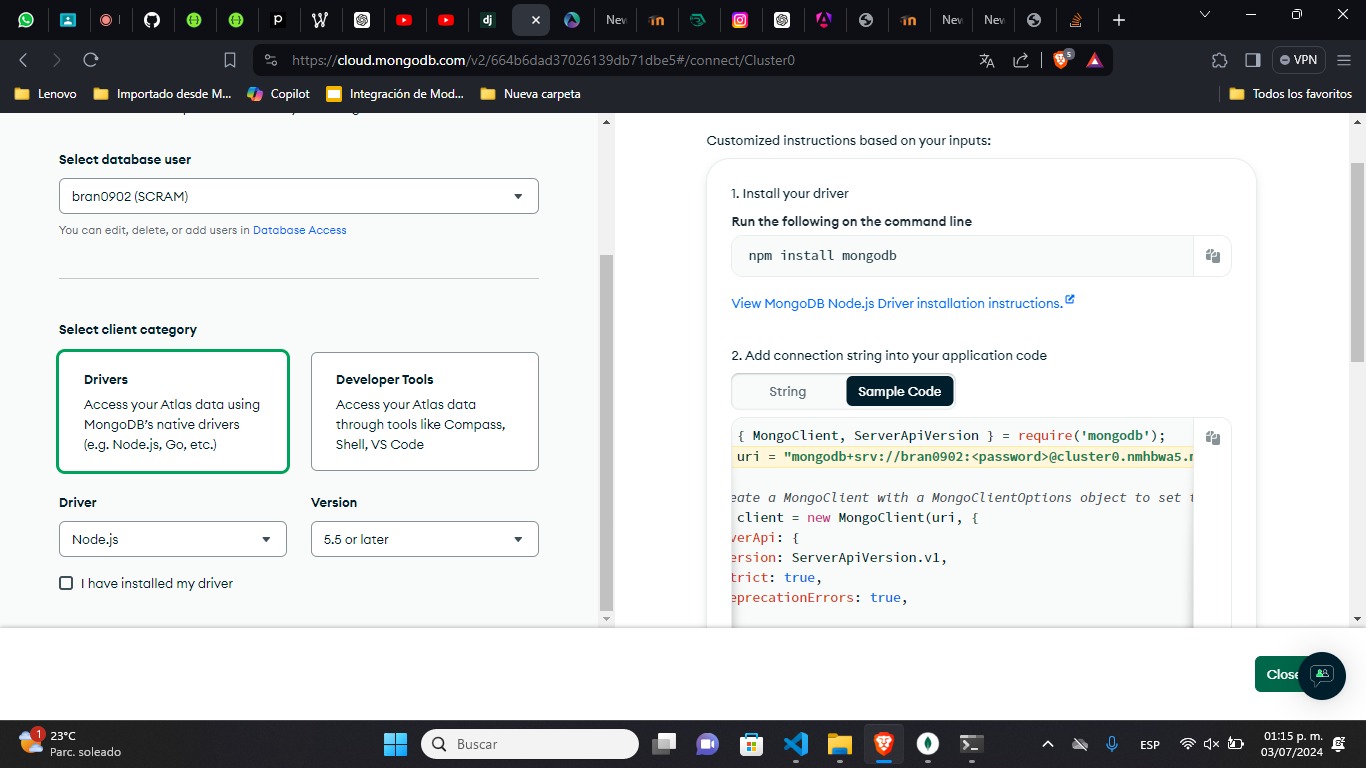 New
New
New
https://cloud.mongodb.com/v2/664b6dad37026139db71dbe5#/connect/Cluster0
5
VPN
Lenovo
Importado desde M...
Copilot
Integración de Mod...
Nueva carpeta
Todos los favoritos
Select database user
bran0902 (SCRAM)
You can edit, delete, or add users in Database Access
Select client category
Drivers
Access your Atlas data using
MongoDB's native drivers
(e.g. Node.js, Go, etc.)
Developer Tools
Access your Atlas data
through tools like Compass,
Shell, VS Code
Driver
Version
Node.js
5.5 or later
I have installed my driver
Customized instructions based on your inputs:
1. Install your driver
Run the following on the command line
npm install mongodb
View MongoDB Node.js Driver installation instructions.
2. Add connection string into your application code
String
Sample Code
{ MongoClient, ServerApiVersion } = require('mongodb');
uri = "mongodb+srv://bran0902:<password>@cluster0.nmhbwa5.m
eate a MongoClient with a MongoClientOptions object to set t
client = new MongoClient(uri, {
verApi: {
ersion: ServerApiVersion.v1,
trict: true,
eprecationErrors: true,
Close
1
23°C
Parc. soleado
Buscar
ESP
01:15 p. m.
03/07/2024